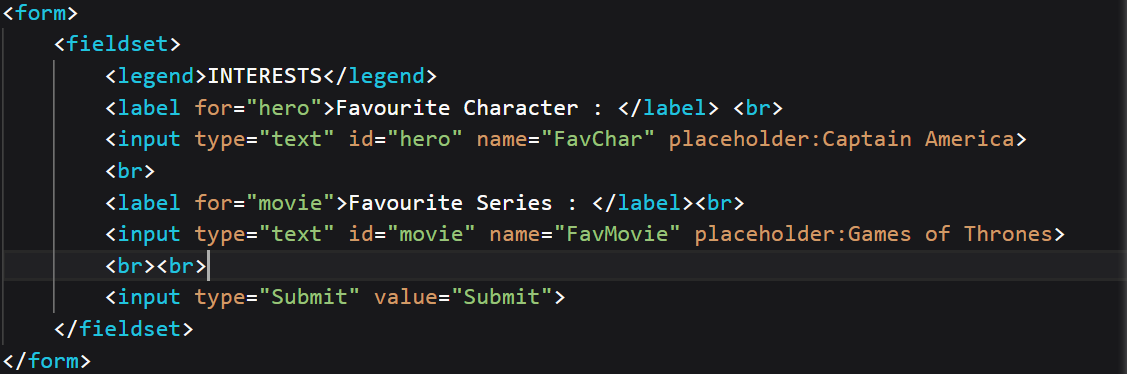 <form>
<fieldset>
<legend>INTERESTS</legend>
<label for="hero">Favourite Character : </label> <br>
<input type="text" id="hero" name="FavChar" placeholder:Captain America>
<br>
<label for="movie">Favourite Series : </label><br>
<input type="text" id="movie" name="FavMovie" placeholder:Games of Thrones>
<br><br>
<input type="Submit" value="Submit">
</fieldset>
</form>